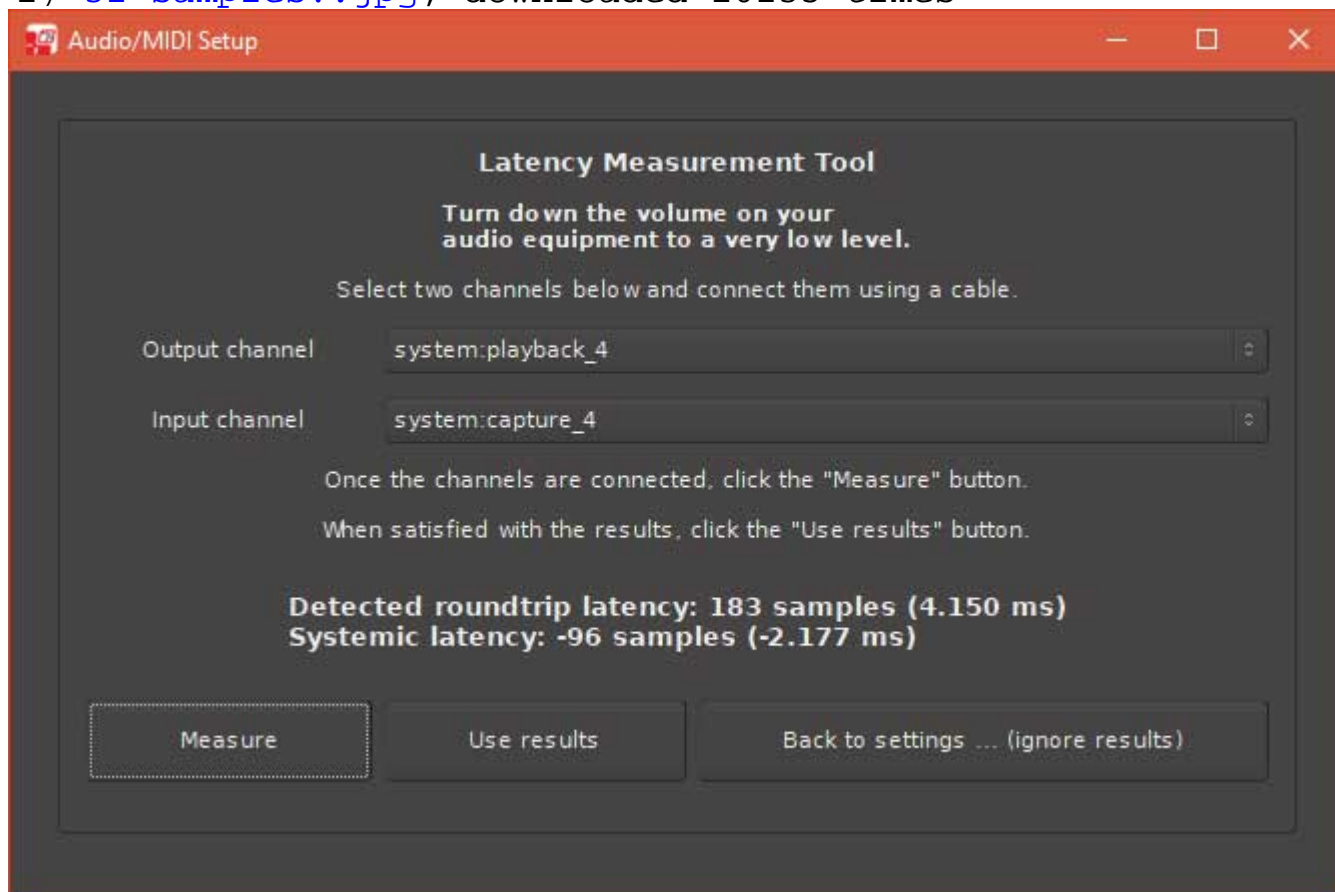 Audio/MIDI Setup
Latency Measurement Tool
Turn down the volume on your
audio equipment to a very low level.
Select two channels below and connect them using a cable.
Output channel system:playback_4
Input channel system:capture_4
Once the channels are connected, click the "Measure" button.
When satisfied with the results, click the "Use results" button.
Detected roundtrip latency: 183 samples (4.150 ms)
Systemic latency: -96 samples (-2.177 ms)
Measure Use results Back to settings ... (ignore results)